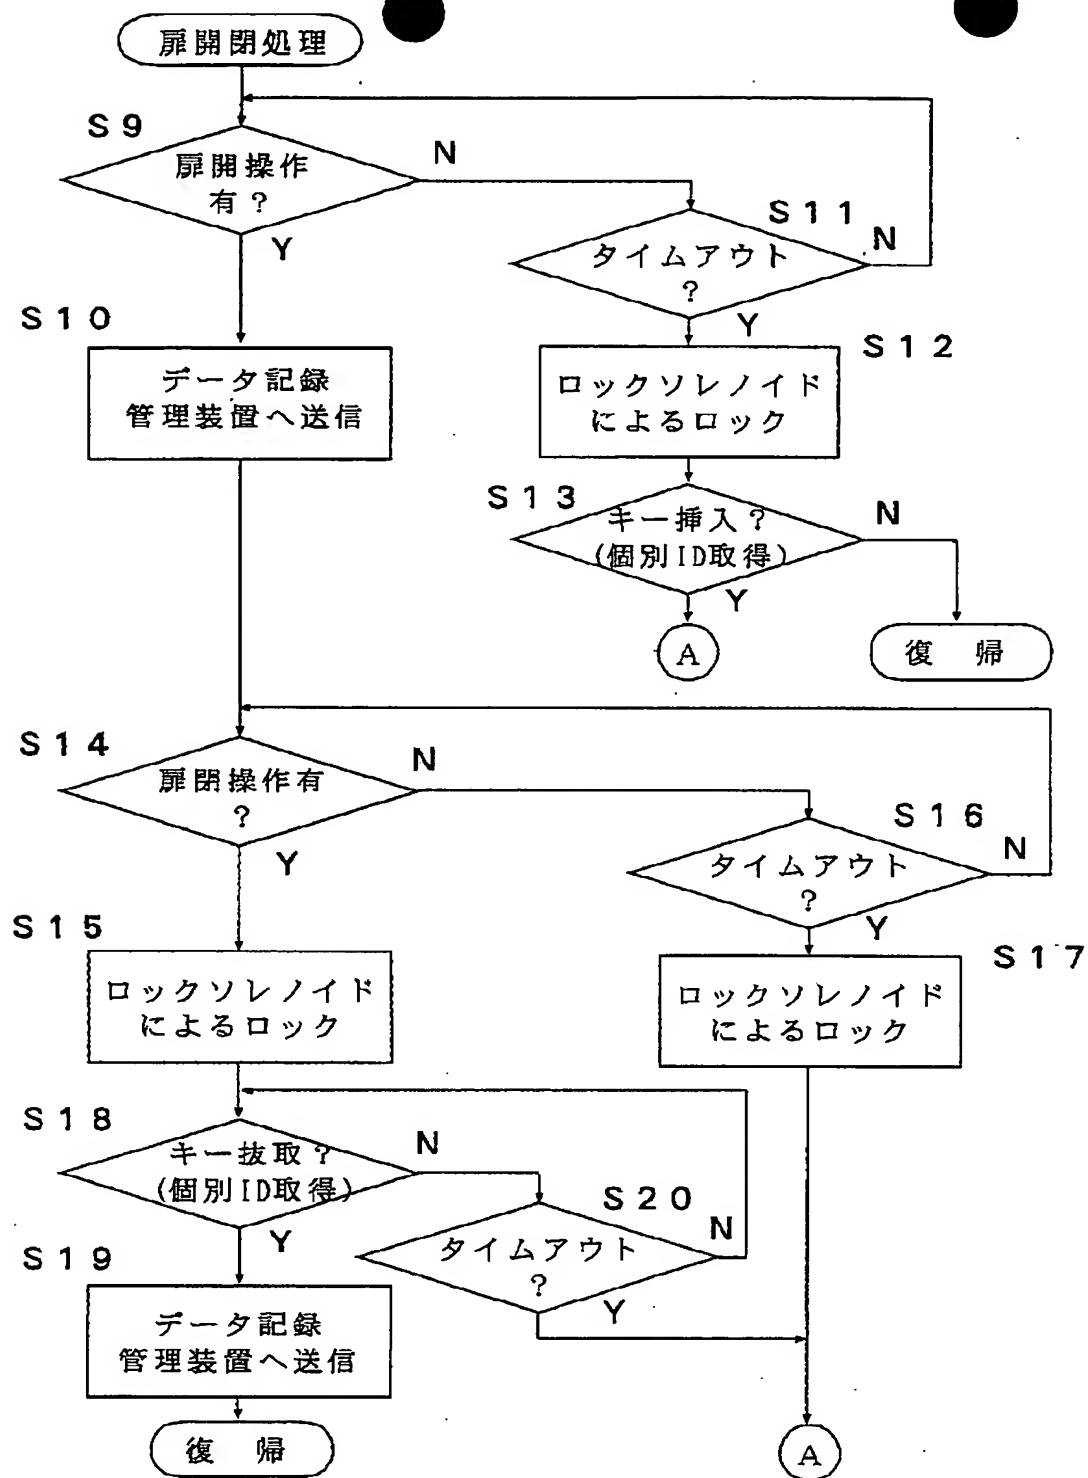 扉開閉処理
S9
扉開操作
有?
N
Y
S11
タイムアウト
?
N
Y
S10
データ記録
管理装置へ送信
S12
ロックソレノイド
によるロック
S13
キー挿入?
(個別ID取得)
N
Y
A
復 帰
S14
扉閉操作有
?
N
Y
S16
タイムアウト
?
N
Y
S15
ロックソレノイド
によるロック
S17
ロックソレノイド
によるロック
S18
キー抜取?
(個別ID取得)
N
Y
S20
タイムアウト
?
N
Y
S19
データ記録
管理装置へ送信
復 帰
A